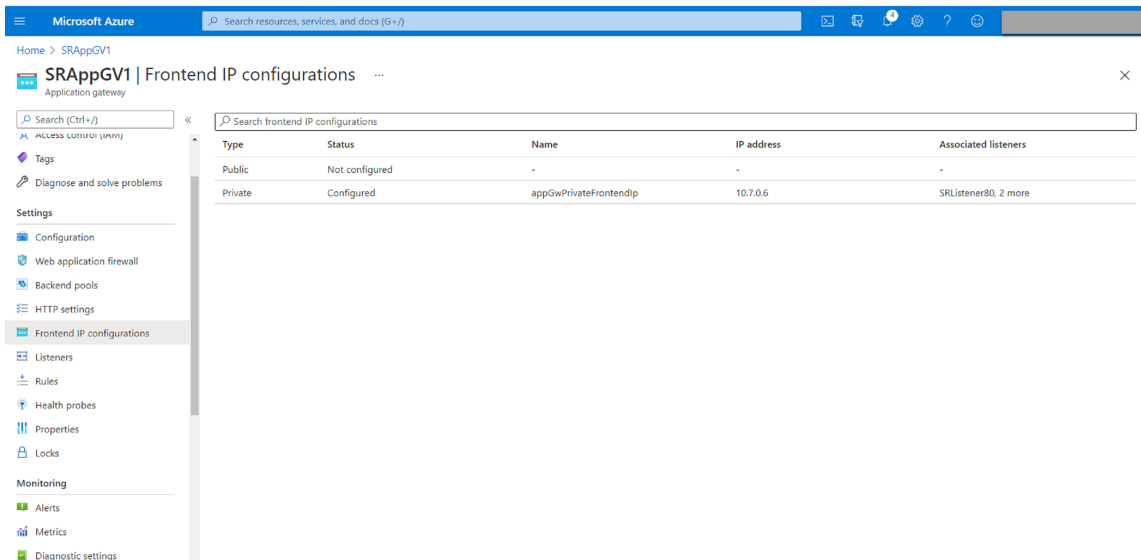 Microsoft Azure
Search resources, services, and docs (G+/)
4
Home > SRAppGV1
SRAppGV1 | Frontend IP configurations ...
Application gateway
Search (Ctrl+/)
«
Search frontend IP configurations
Access control (IAM)
Tags
Diagnose and solve problems
Settings
Configuration
Web application firewall
Backend pools
HTTP settings
Frontend IP configurations
Listeners
Rules
Health probes
Properties
Locks
Monitoring
Alerts
Metrics
Diagnostic settings
Type Status Name IP address Associated listeners
Public Not configured - - -
Private Configured appGwPrivateFrontendIp 10.7.0.6 SRListener80, 2 more